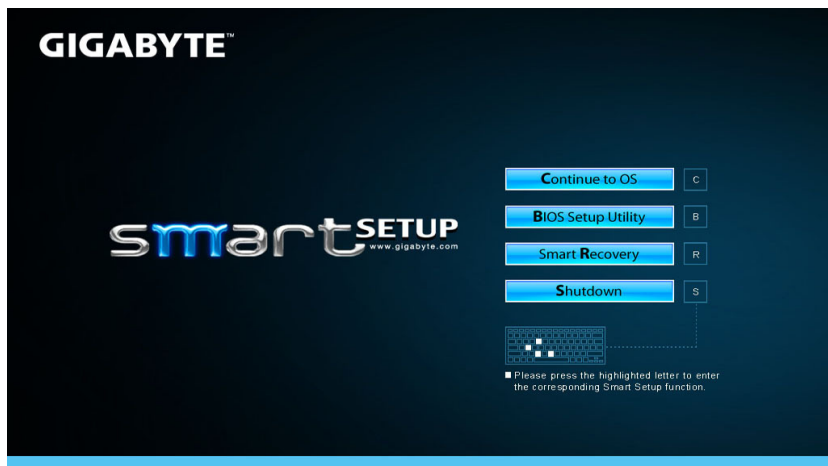 GIGABYTE™
smart SETUP
www.gigabyte.com
Continue to OS C
BIOS Setup Utility B
Smart Recovery R
Shutdown S
Please press the highlighted letter to enter
the corresponding Smart Setup function.